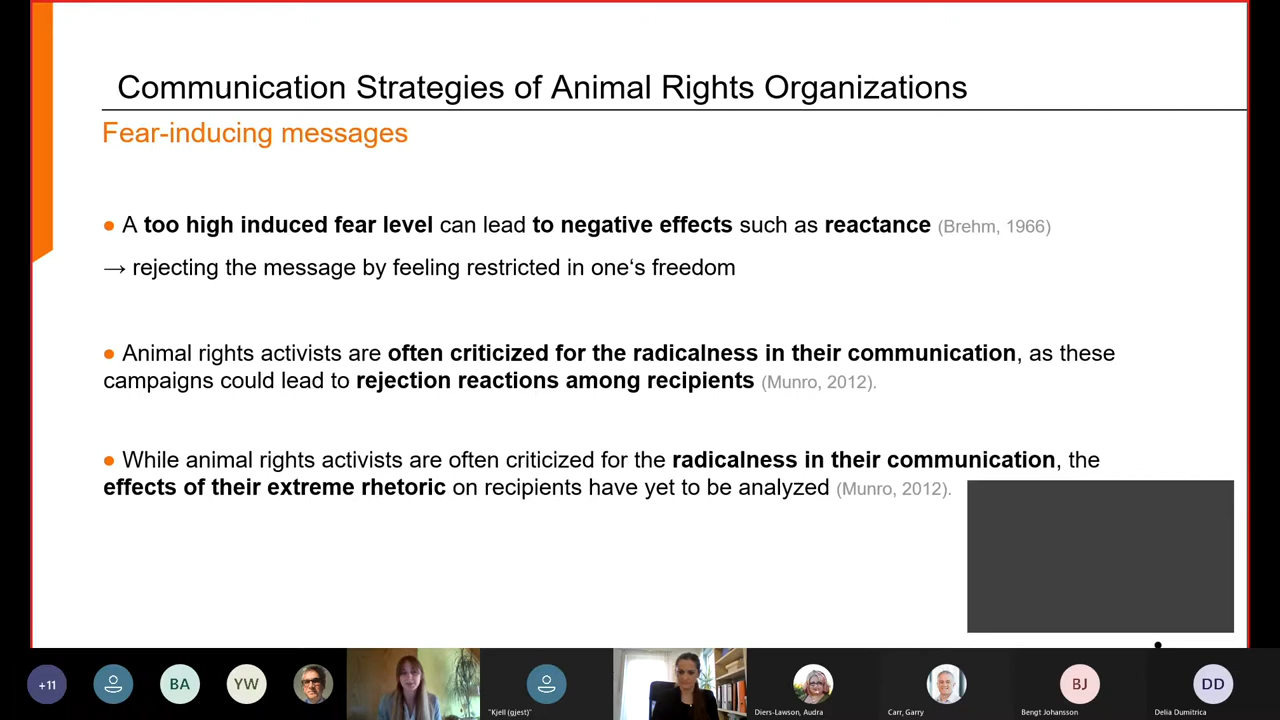 Communication Strategies of Animal Rights Organizations
Fear-inducing messages
● A too high induced fear level can lead to negative effects such as reactance (Brehm, 1966)
→ rejecting the message by feeling restricted in one‘s freedom
● Animal rights activists are often criticized for the radicalness in their communication, as these
campaigns could lead to rejection reactions among recipients (Munro, 2012).
● While animal rights activists are often criticized for the radicalness in their communication, the
effects of their extreme rhetoric on recipients have yet to be analyzed (Munro, 2012).
+11
BA
YW
"Kjell (gjest)"
Diers-Lawson, Audra
Carr, Garry
BJ
Bengt Johansson
DD
Delia Dumitrica